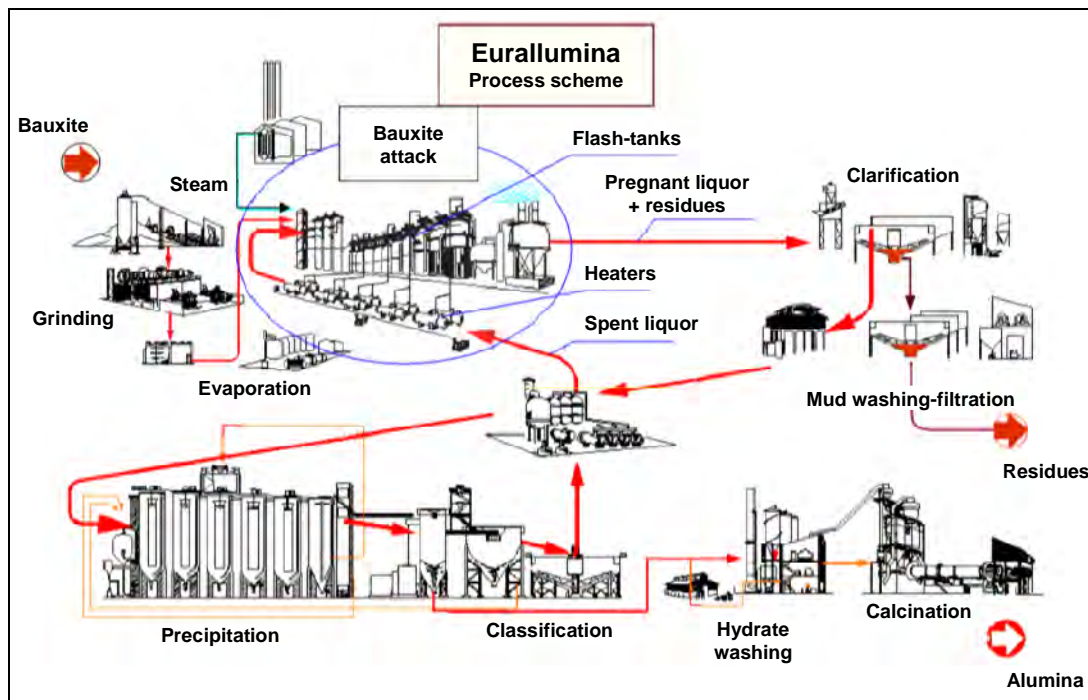 Eurallumina
Process scheme
Bauxite
Bauxite
attack
Flash-tanks
Steam
Pregnant liquor
+ residues
Clarification
Grinding
Heaters
Spent liquor
Evaporation
Mud washing-filtration
Residues
Precipitation
Classification
Hydrate
washing
Calcination
Alumina